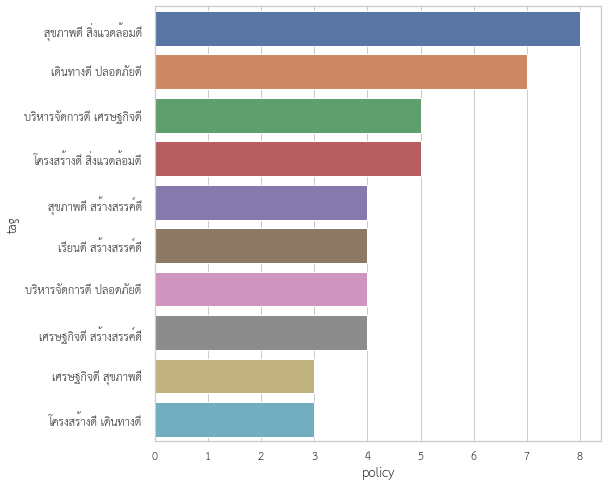 สุขภาพดี สิ่งแวดล้อมดี
เดินทางดี ปลอดภัยดี
บริหารจัดการดี เศรษฐกิจดี
โครงสร้างดี สิ่งแวดล้อมดี
สุขภาพดี สร้างสรรค์ดี
เรียนดี สร้างสรรค์ดี
บริหารจัดการดี ปลอดภัยดี
เศรษฐกิจดี สร้างสรรค์ดี
เศรษฐกิจดี สุขภาพดี
โครงสร้างดี เดินทางดี
tag
0 1 2 3 4 5 6 7 8
policy